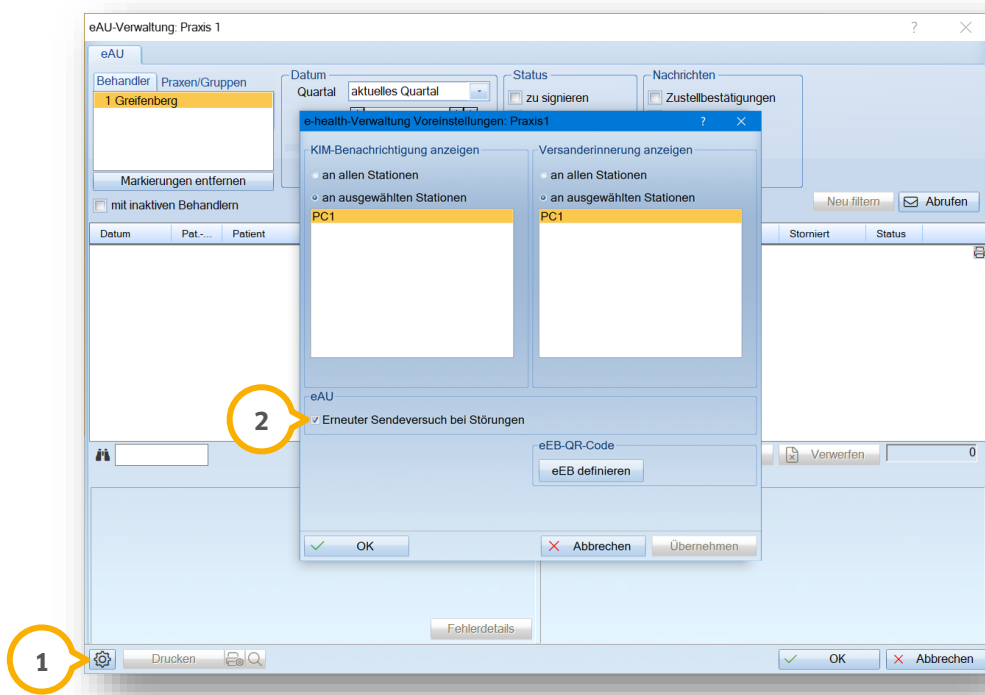 eAU-Verwaltung: Praxis 1
eAU
Behandler Praxen/Gruppen
1 Greifenberg
Markierungen entfernen
mit inaktiven Behandlern
Datum
Quartal aktuelles Quartal
Status
zu signieren
Nachrichten
Zustellbestätigungen
Neu filtern Abrufen
Datum Pat.-... Patient Storniert Status
e-health-Verwaltung Voreinstellungen: Praxis1
KIM-Benachrichtigung anzeigen
an allen Stationen
an ausgewählten Stationen
PC1
Versanderinnerung anzeigen
an allen Stationen
an ausgewählten Stationen
PC1
eAU
2 Erneuter Sendeversuch bei Störungen
eEB-QR-Code
eEB definieren
OK Abbrechen Übernehmen
Verwerfen 0
Fehlerdetails
1 Drucken OK Abbrechen